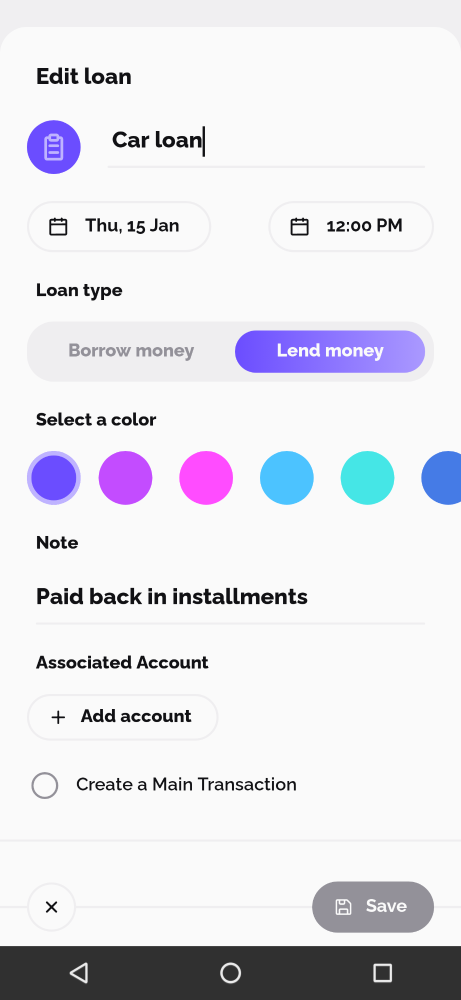 Edit loan
Car loan
Thu, 15 Jan
12:00 PM
Loan type
Borrow money
Lend money
Select a color
Note
Paid back in installments
Associated Account
Add account
Create a Main Transaction
Save